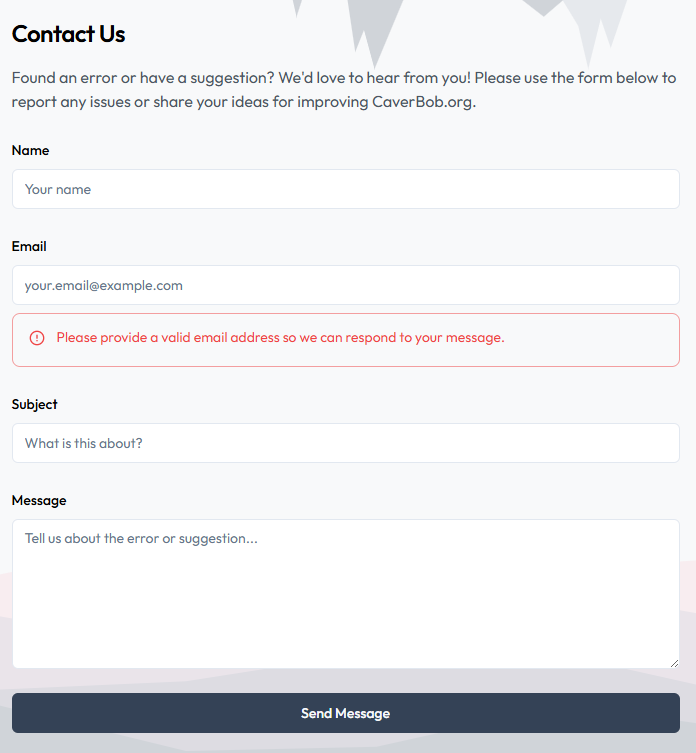 Contact Us
Found an error or have a suggestion? We'd love to hear from you! Please use the form below to
report any issues or share your ideas for improving CaverBob.org.
Name
Your name
Email
your.email@example.com
Please provide a valid email address so we can respond to your message.
Subject
What is this about?
Message
Tell us about the error or suggestion...
Send Message